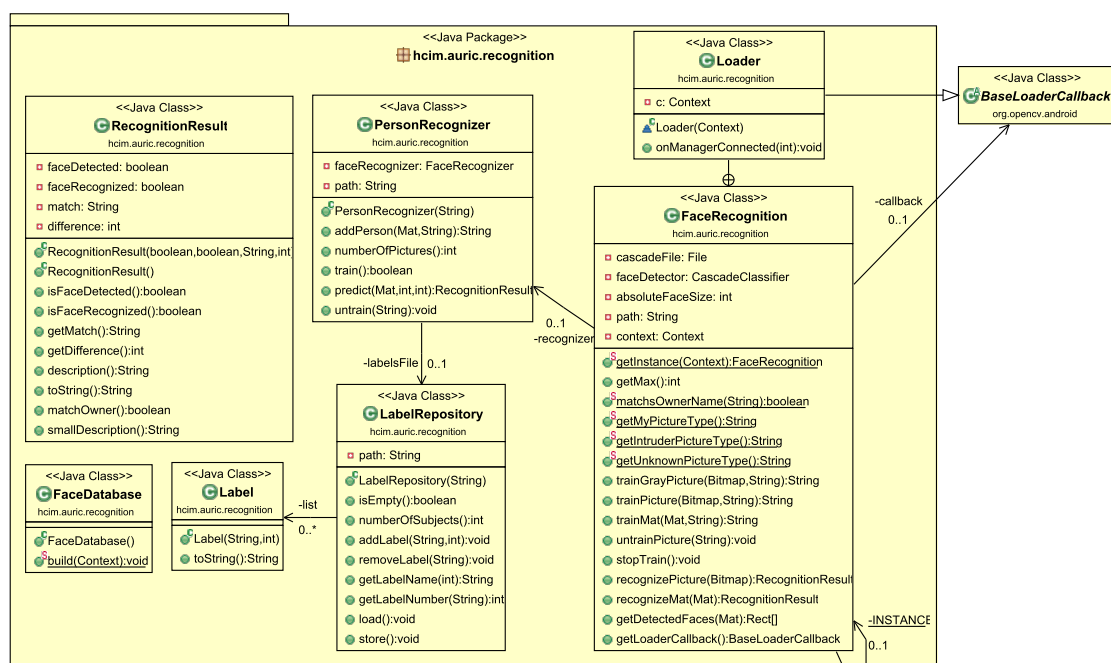 <<Java Package>>
hcim.auric.recognition
<<Java Class>>
Loader
hcim.auric.recognition
c: Context
Loader(Context)
onManagerConnected(int):void
<<Java Class>>
BaseLoaderCallback
org.opencv.android
<<Java Class>>
RecognitionResult
hcim.auric.recognition
faceDetected: boolean
faceRecognized: boolean
match: String
difference: int
RecognitionResult(boolean,boolean,String,int)
RecognitionResult()
isFaceDetected():boolean
isFaceRecognized():boolean
getMatch():String
getDifference():int
description():String
toString():String
matchOwner():boolean
smallDescription():String
<<Java Class>>
PersonRecognizer
hcim.auric.recognition
faceRecognizer: FaceRecognizer
path: String
PersonRecognizer(String)
addPerson(Mat,String):String
numberOfPictures():int
train():boolean
predict(Mat,int,int):RecognitionResult
untrain(String):void
<<Java Class>>
FaceRecognition
hcim.auric.recognition
cascadeFile: File
faceDetector: CascadeClassifier
absoluteFaceSize: int
path: String
context: Context
getInstance(Context):FaceRecognition
getMax():int
matchsOwnerName(String):boolean
getMyPictureType():String
getIntruderPictureType():String
getUnknownPictureType():String
trainGrayPicture(Bitmap,String):String
trainPicture(Bitmap,String):String
trainMat(Mat,String):String
untrainPicture(String):void
stopTrain():void
recognizePicture(Bitmap):RecognitionResult
recognizeMat(Mat):RecognitionResult
getDetectedFaces(Mat):Rect[]
getLoaderCallback():BaseLoaderCallback
-callback
0..1
0..1
-recognizer
-labelsFile
0..1
<<Java Class>>
LabelRepository
hcim.auric.recognition
path: String
LabelRepository(String)
isEmpty():boolean
numberOfSubjects():int
addLabel(String,int):void
removeLabel(String):void
getLabelName(int):String
getLabelNumber(String):int
load():void
store():void
<<Java Class>>
FaceDatabase
hcim.auric.recognition
FaceDatabase()
build(Context):void
<<Java Class>>
Label
hcim.auric.recognition
Label(String,int)
toString():String
-list
0..*
-INSTANCE
0..1